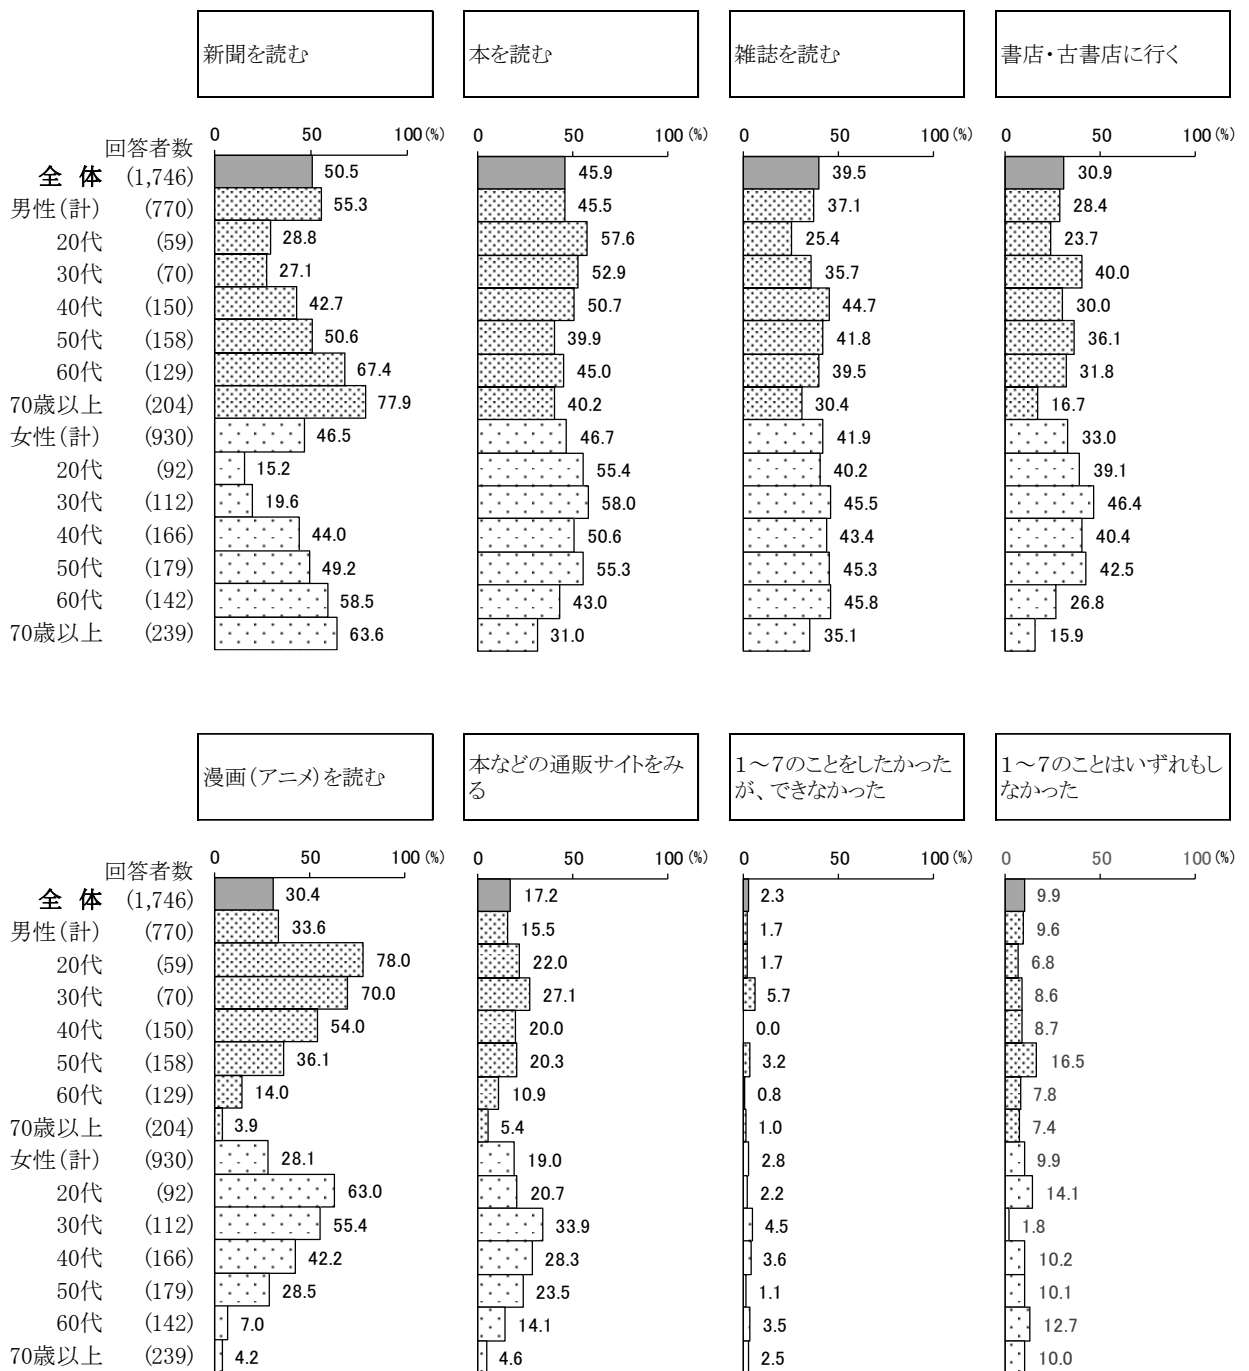 新聞を読む 本を読む 雑誌を読む 書店・古書店に行く
0 50 100(%) 0 50 100(%) 0 50 100(%) 0 50 100(%)
回答者数
全 体 (1,746) 50.5 45.9 39.5 30.9
男性(計) (770) 55.3 45.5 37.1 28.4
20代 (59) 28.8 57.6 25.4 23.7
30代 (70) 27.1 52.9 35.7 40.0
40代 (150) 42.7 50.7 44.7 30.0
50代 (158) 50.6 39.9 41.8 36.1
60代 (129) 67.4 45.0 39.5 31.8
70歳以上 (204) 77.9 40.2 30.4 16.7
女性(計) (930) 46.5 46.7 41.9 33.0
20代 (92) 15.2 55.4 40.2 39.1
30代 (112) 19.6 58.0 45.5 46.4
40代 (166) 44.0 50.6 43.4 40.4
50代 (179) 49.2 55.3 45.3 42.5
60代 (142) 58.5 43.0 45.8 26.8
70歳以上 (239) 63.6 31.0 35.1 15.9
漫画(アニメ)を読む
本などの通販サイトをみ
る
1~7のことをしたかった
が、できなかった
1~7のことはいずれもし
なかった
0 50 100(%) 0 50 100(%) 0 50 100(%) 0 50 100(%)
回答者数
全 体 (1,746) 30.4 17.2 2.3 9.9
男性(計) (770) 33.6 15.5 1.7 9.6
20代 (59) 78.0 22.0 1.7 6.8
30代 (70) 70.0 27.1 5.7 8.6
40代 (150) 54.0 20.0 0.0 8.7
50代 (158) 36.1 20.3 3.2 16.5
60代 (129) 14.0 10.9 0.8 7.8
70歳以上 (204) 3.9 5.4 1.0 7.4
女性(計) (930) 28.1 19.0 2.8 9.9
20代 (92) 63.0 20.7 2.2 14.1
30代 (112) 55.4 33.9 4.5 1.8
40代 (166) 42.2 28.3 3.6 10.2
50代 (179) 28.5 23.5 1.1 10.1
60代 (142) 7.0 14.1 3.5 12.7
70歳以上 (239) 4.2 4.6 2.5 10.0